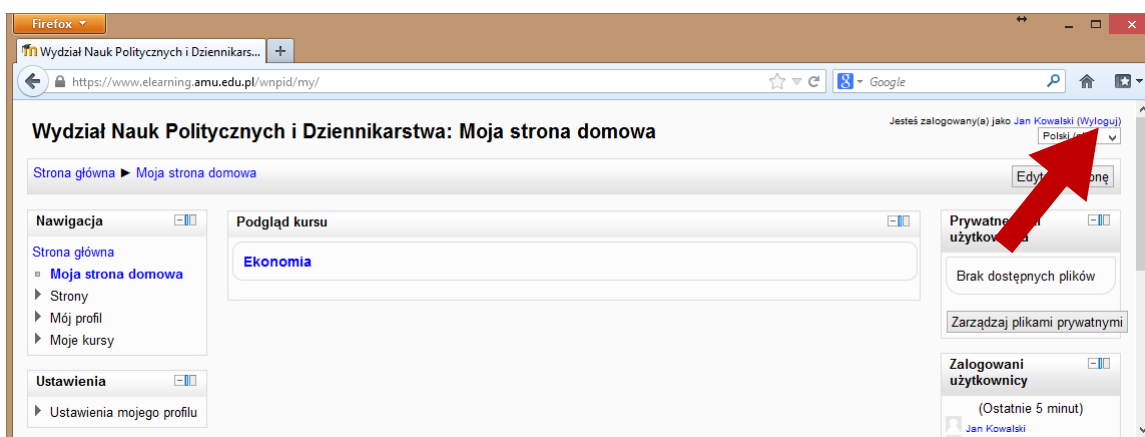 Firefox
Wydział Nauk Politycznych i Dziennikars...
https://www.elearning.amu.edu.pl/wnpid/my/
Google
Wydział Nauk Politycznych i Dziennikarstwa: Moja strona domowa
Jesteś zalogowany(a) jako Jan Kowalski (Wyloguj)
Polski
Strona główna ► Moja strona domowa
Nawigacja
Strona główna
Moja strona domowa
Strony
Mój profil
Moje kursy
Ustawienia
Ustawienia mojego profilu
Podgląd kursu
Ekonomia
Brak dostępnych plików
Zarządzaj plikami prywatnymi
Zalogowani
użytkownicy
(Ostatnie 5 minut)
Jan Kowalski